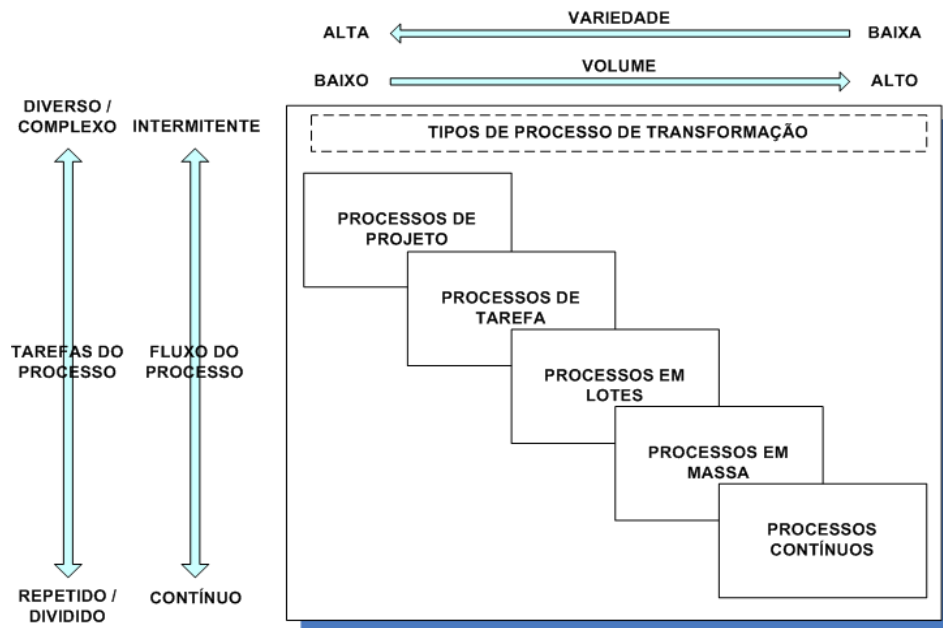 VARIEDADE
ALTA
BAIXA
VOLUME
BAIXO
ALTO
DIVERSO /
COMPLEXO
INTERMITENTE
TIPOS DE PROCESSO DE TRANSFORMAÇÃO
PROCESSOS DE
PROJETO
PROCESSOS DE
TAREFA
TAREFAS DO
PROCESSO
FLUXO DO
PROCESSO
PROCESSOS EM
LOTES
PROCESSOS EM
MASSA
PROCESSOS
CONTÍNUOS
REPETIDO /
DIVIDIDO
CONTÍNUO